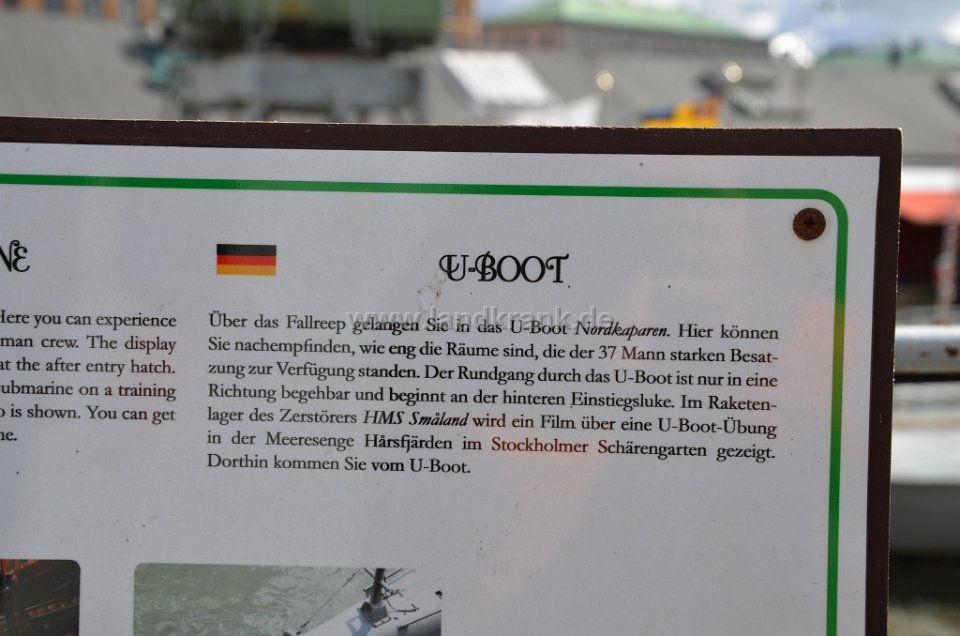 NE
Here you can experience
man crew. The display
at the after entry hatch.
submarine on a training
is shown. You can get
U-BOOT
Über das Fallreep gelangen Sie in das U-Boot Nordkaparen. Hier können
Sie nachempfinden, wie eng die Räume sind, die der 37 Mann starken Besat-
zung zur Verfügung standen. Der Rundgang durch das U-Boot ist nur in eine
Richtung begehbar und beginnt an der hinteren Einstiegsluke. Im Raketen-
lager des Zerstörers HMS Småland wird ein Film über eine U-Boot-Übung
in der Meeresenge Hårsfjärden im Stockholmer Schärengarten gezeigt.
Dorthin kommen Sie vom U-Boot.
www.landkrank.de